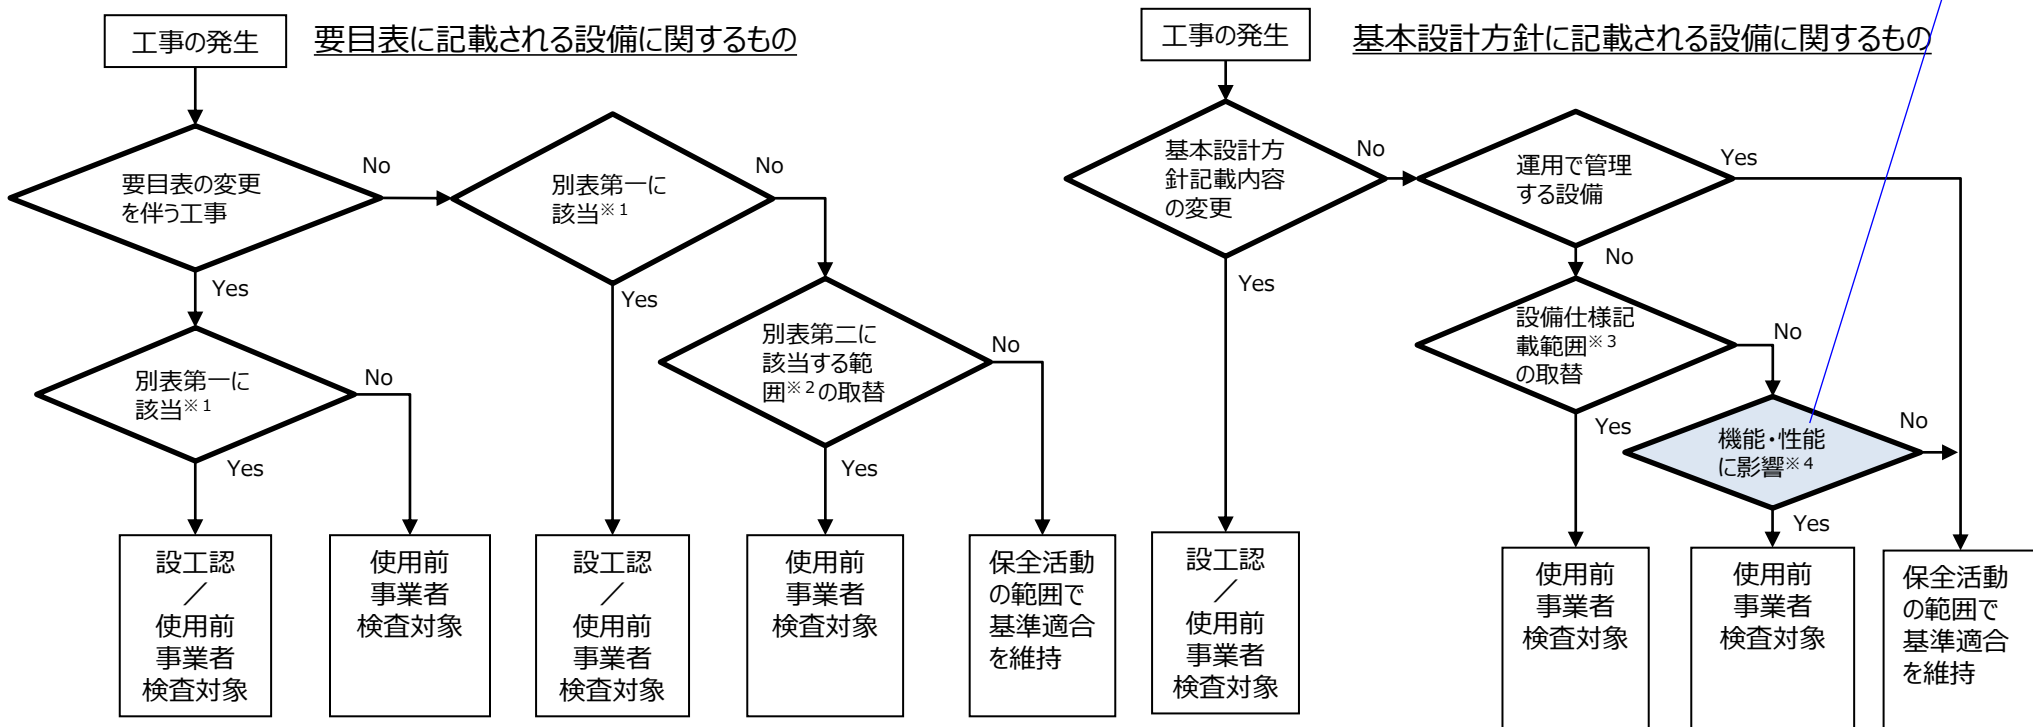 工事の発生
要目表に記載される設備に関するもの
要目表の変更
を伴う工事
No
Yes
別表第一に
該当※1
No
Yes
別表第一に
該当※1
No
Yes
別表第二に
該当する範
囲※2の取替
No
Yes
設工認
／
使用前
事業者
検査対象
使用前
事業者
検査対象
設工認
／
使用前
事業者
検査対象
使用前
事業者
検査対象
保全活動
の範囲で
基準適合
を維持
工事の発生
基本設計方針に記載される設備に関するもの
基本設計方
針記載内容
の変更
No
Yes
運用で管理
する設備
Yes
No
設備仕様記
載範囲※3
の取替
No
Yes
機能・性能
に影響※4
No
Yes
設工認
／
使用前
事業者
検査対象
使用前
事業者
検査対象
使用前
事業者
検査対象
保全活動
の範囲で
基準適合
を維持